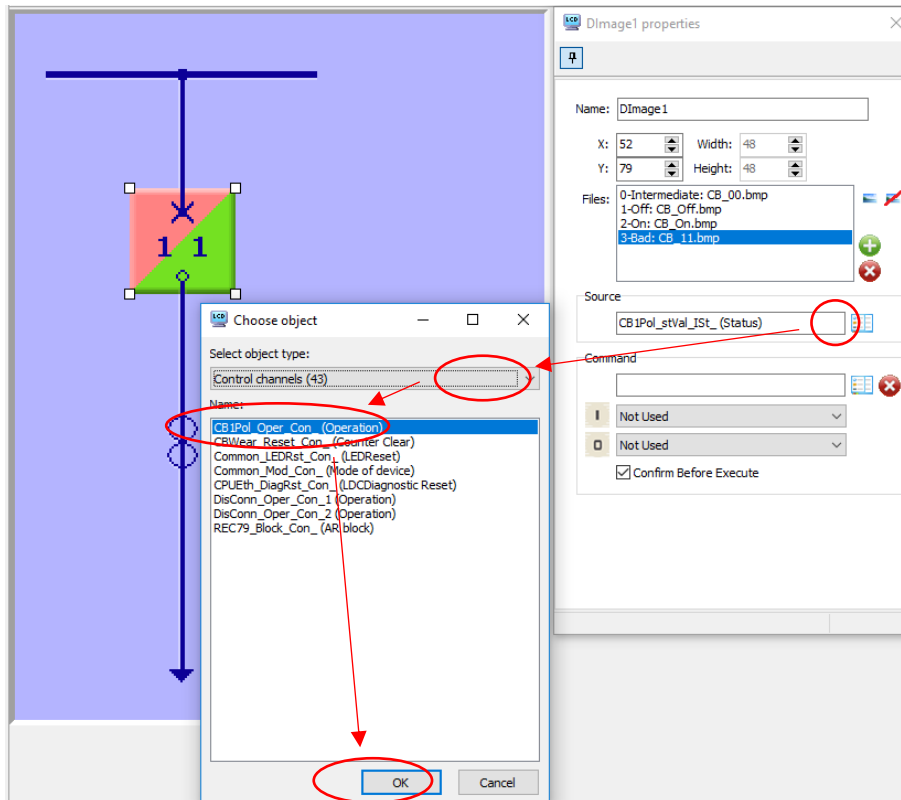 LCD DImage1 properties
Name: DImage1
X: 52 Width: 48
Y: 79 Height: 48
Files: 0-Intermediate: CB_00.bmp
1-Off: CB_Off.bmp
2-On: CB_On.bmp
3-Bad: CB_11.bmp
Source
CB1Pol_stVal_ISt_ (Status)
Command
I Not Used
O Not Used
Confirm Before Execute
1 1
LCD Choose object
Select object type:
Control channels (43)
Name:
CB1Pol_Oper_Con_ (Operation)
CBWear_Reset_Con_ (Counter Clear)
Common_LEDRst_Con_ (LEDReset)
Common_Mod_Con_ (Mode of device)
CPUEth_DiagRst_Con_ (LDCDiagnostic Reset)
DisConn_Oper_Con_1 (Operation)
DisConn_Oper_Con_2 (Operation)
REC79_Block_Con_ (AR block)
OK Cancel